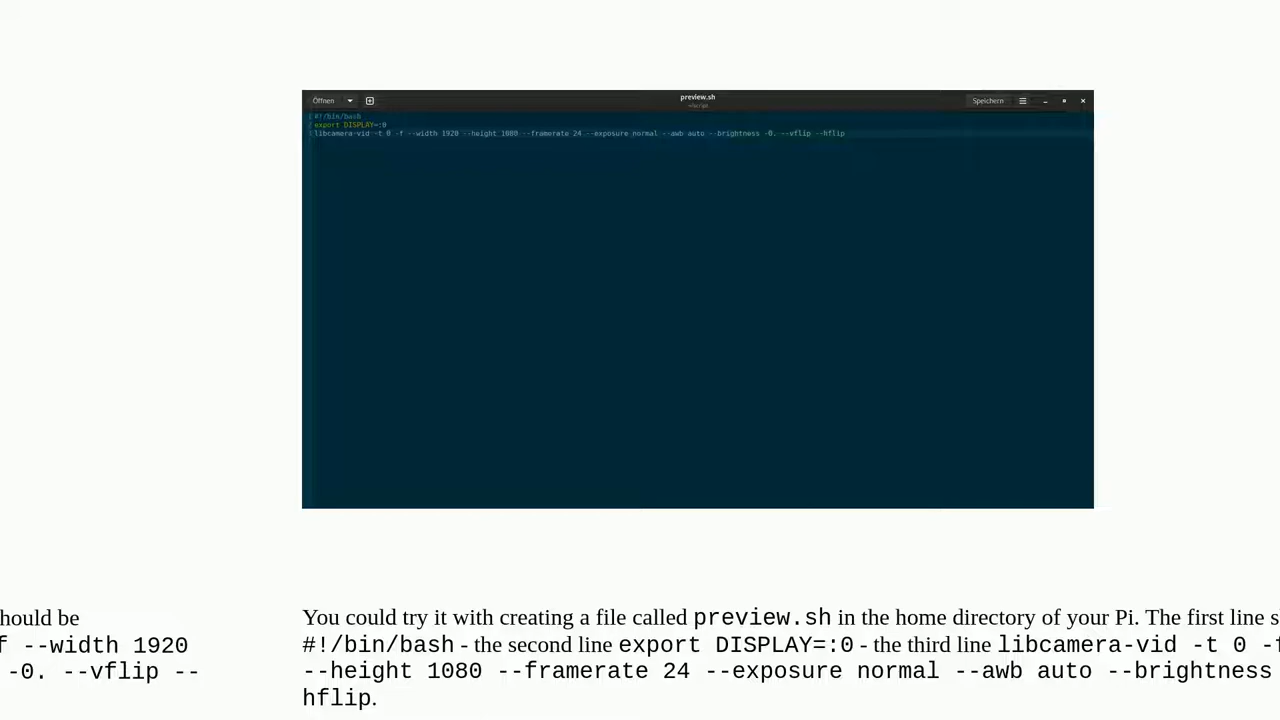 Öffnen
preview.sh
Speichern
#!/bin/bash
export DISPLAY=:0
libcamera-vid -t 0 -f --width 1920 --height 1080 --framerate 24 --exposure normal --awb auto --brightness -0. --vflip --hflip
hould be
f --width 1920
-0. --vflip --
You could try it with creating a file called preview.sh in the home directory of your Pi. The first line s
#!/bin/bash - the second line export DISPLAY=:0 - the third line libcamera-vid -t 0 -f
--height 1080 --framerate 24 --exposure normal --awb auto --brightness
hflip.